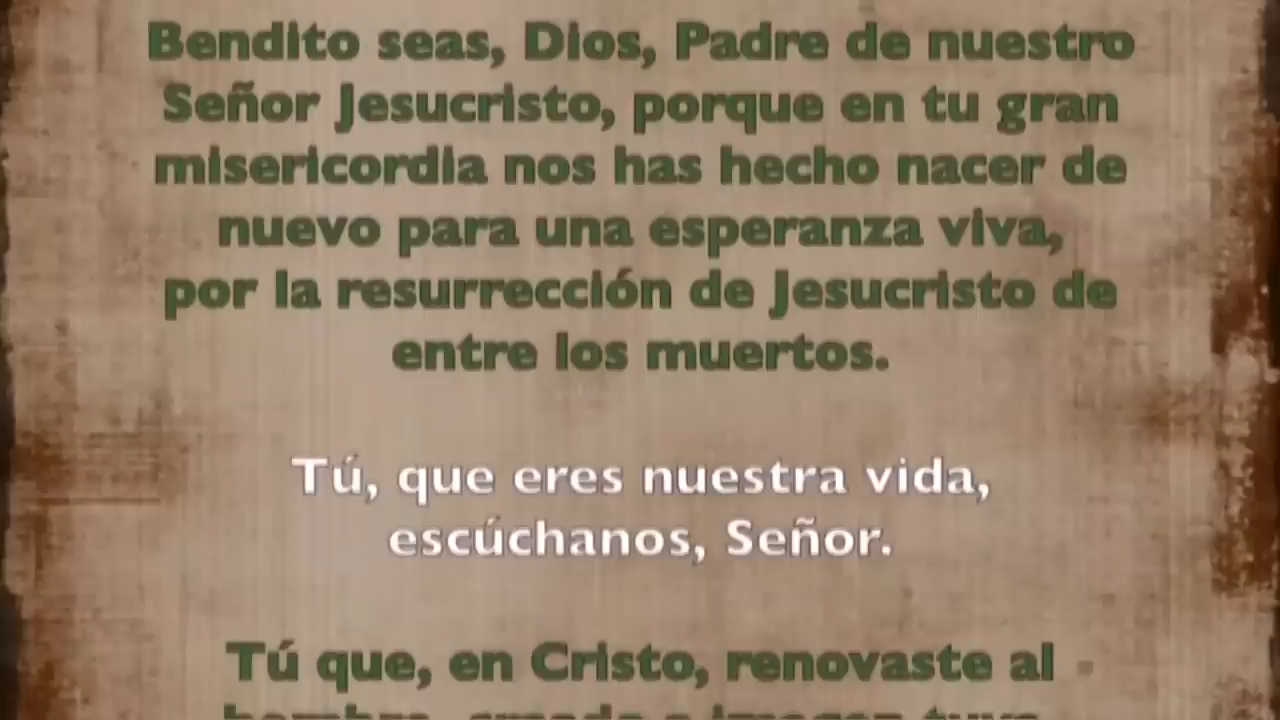 Bendito seas, Dios, Padre de nuestro
Señor Jesucristo, porque en tu gran
misericordia nos has hecho nacer de
nuevo para una esperanza viva,
por la resurrección de Jesucristo de
entre los muertos.
Tú, que eres nuestra vida,
escúchanos, Señor.
Tú que, en Cristo, renovaste al